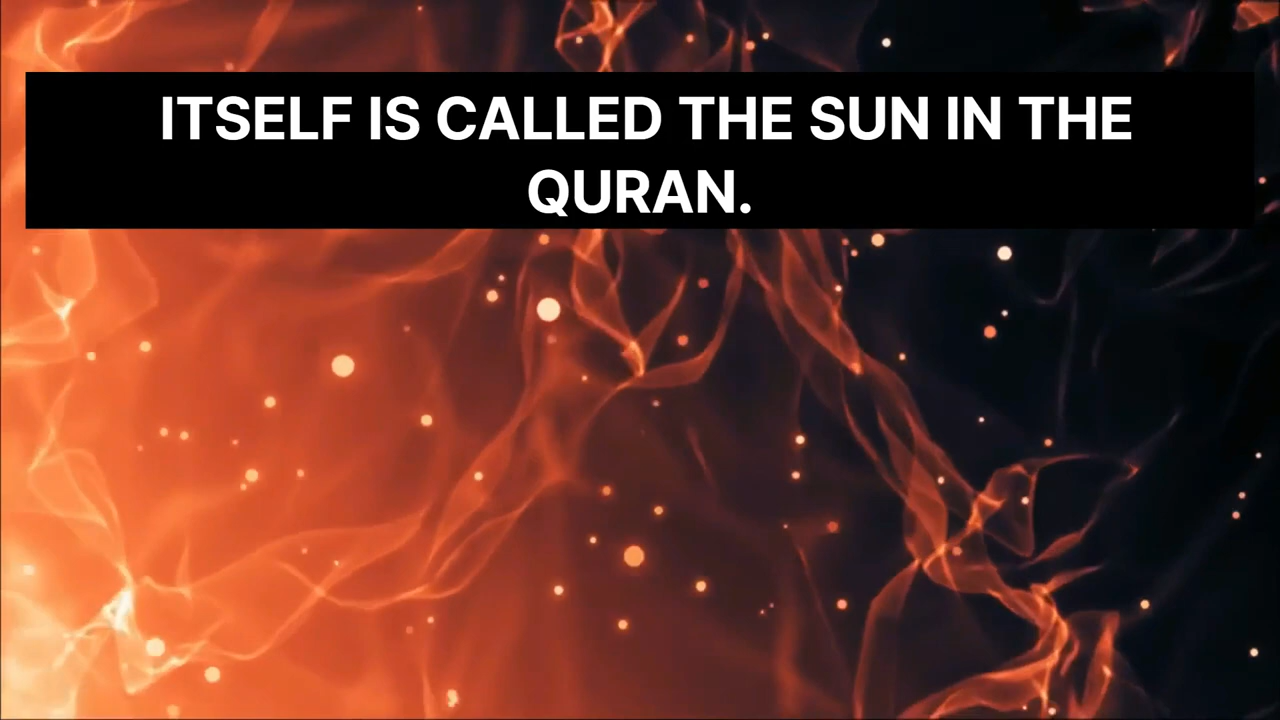 ITSELF IS CALLED THE SUN IN THE
QURAN.